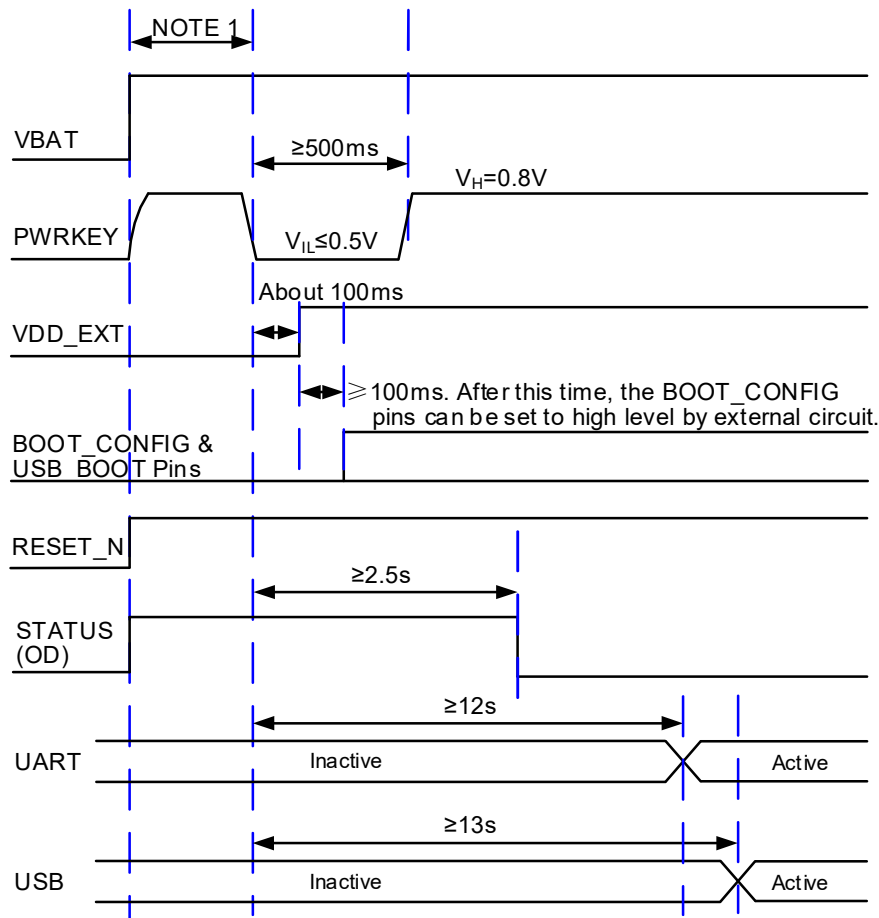 NOTE 1
VBAT
≥500ms
VH=0.8V
PWRKEY
VIL≤0.5V
About 100ms
VDD_EXT
≥100ms. After this time, the BOOT_CONFIG
pins can be set to high level by external circuit.
BOOT_CONFIG &
USB_BOOT Pins
RESET_N
≥2.5s
STATUS
(OD)
≥12s
UART
Inactive
Active
≥13s
USB
Inactive
Active